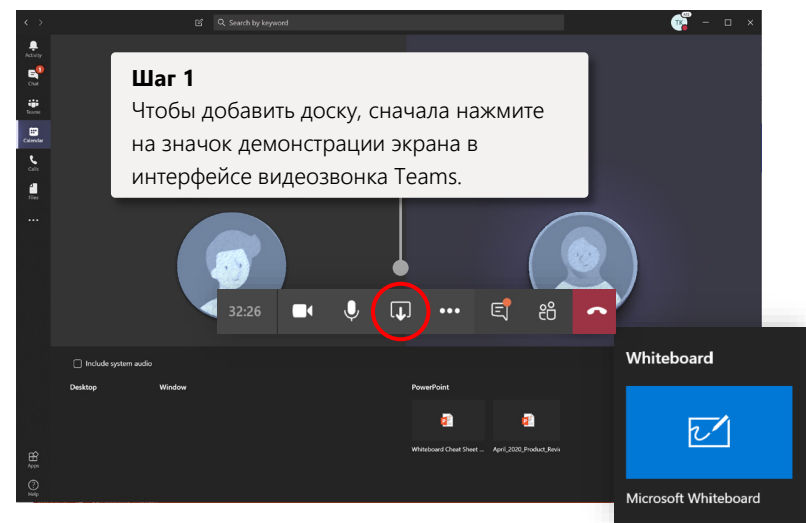 Search by keyword
TK
Activity
1
Chat
Teams
Calendar
Calls
Files
Шаг 1
Чтобы добавить доску, сначала нажмите
на значок демонстрации экрана в
интерфейсе видеозвонка Teams.
32:26
Include system audio
Desktop
Window
PowerPoint
Whiteboard Cheat Sheet ...
April_2020_Product_Revi
Whiteboard
Microsoft Whiteboard
Apps
Help